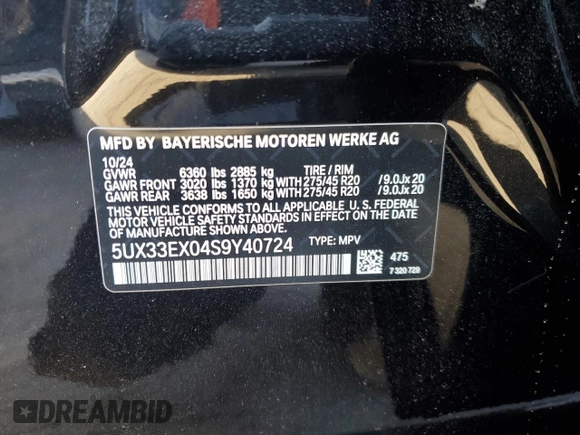 MFD BY BAYERISCHE MOTOREN WERKE AG
10/24
GVWR 6360 lbs 2885 kg TIRE / RIM
GAWR FRONT 3020 lbs 1370 kg WITH 275/45 R20 /9.0Jx 20
GAWR REAR 3638 lbs 1650 kg WITH 275/45 R20 /9.0Jx 20
THIS VEHICLE CONFORMS TO ALL APPLICABLE U. S. FEDERAL
MOTOR VEHICLE SAFETY STANDARDS IN EFFECT ON THE DATE
OF MANUFACTURE SHOWN ABOVE.
5UX33EX04S9Y40724 TYPE: MPV
475
7 320 729
DREAMBID